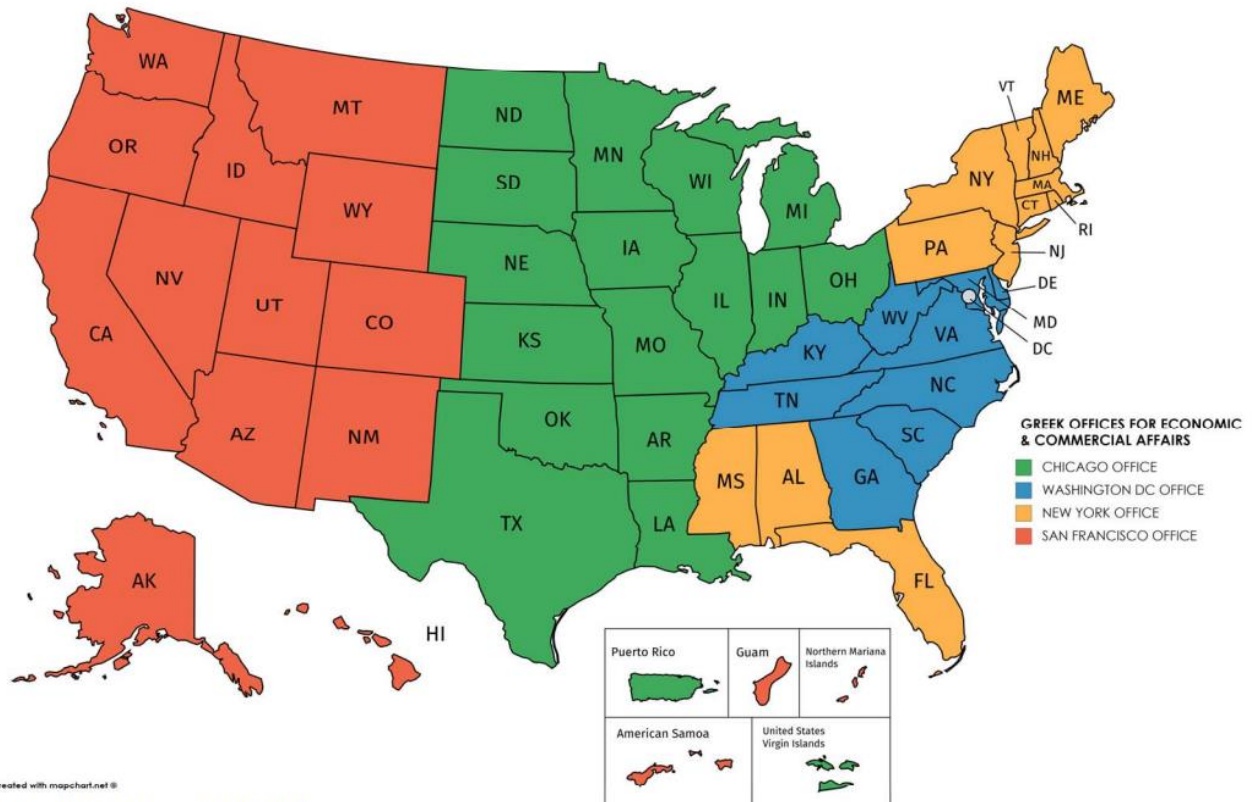 WA
MT
ND
MN
VT
ME
OR
ID
SD
WI
MI
NY
NH
MA
CT
RI
WY
NE
IA
PA
NJ
NV
UT
CO
IL
IN
OH
DE
CA
KS
MO
WV
VA
MD
DC
KY
NC
TN
AZ
NM
OK
AR
SC
MS
AL
GA
TX
LA
FL
AK
HI
GREEK OFFICES FOR ECONOMIC
& COMMERCIAL AFFAIRS
CHICAGO OFFICE
WASHINGTON DC OFFICE
NEW YORK OFFICE
SAN FRANCISCO OFFICE
Puerto Rico
Guam
Northern Mariana
Islands
American Samoa
United States
Virgin Islands
reated with mapchart.net ©